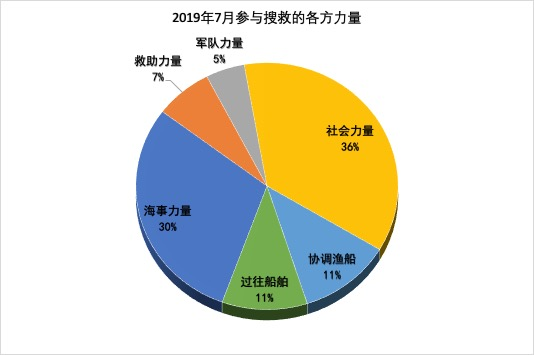 2019年7月参与搜救的各方力量
军队力量
5%
救助力量
7%
社会力量
36%
海事力量
30%
协调渔船
11%
过往船舶
11%